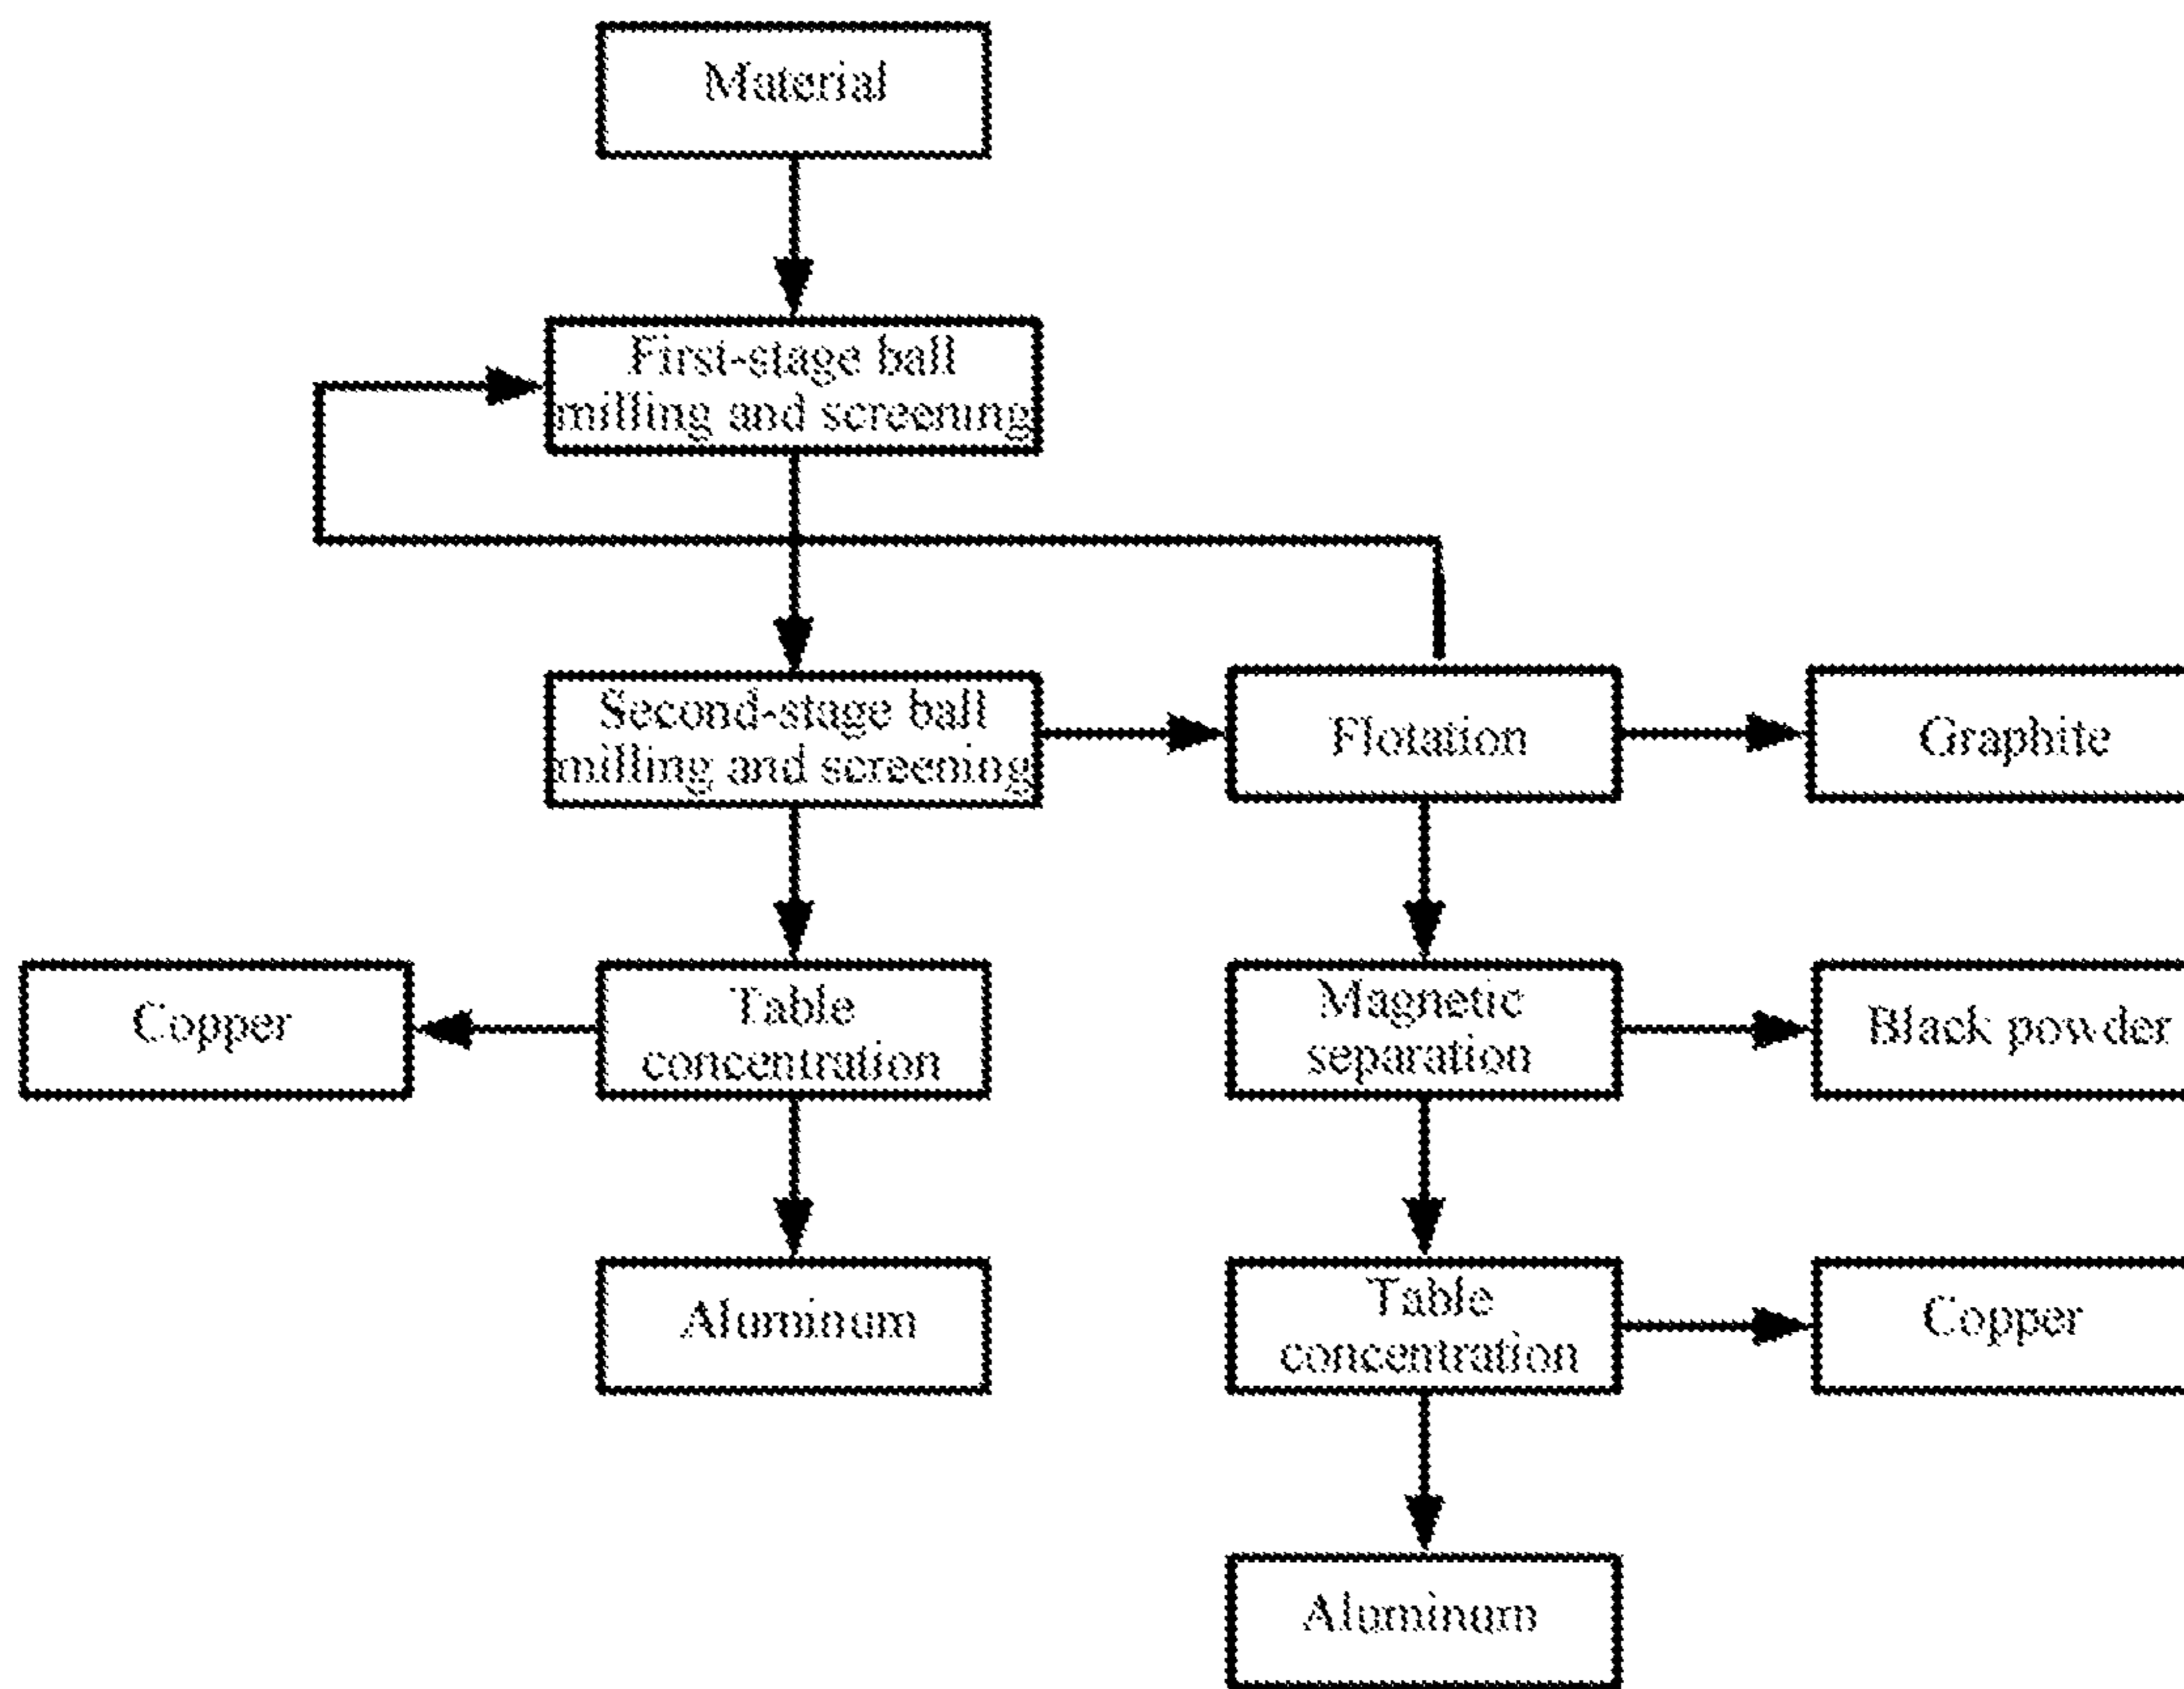 Material
First-stage ball
milling and screening
Second-stage ball
milling and screening
Flotation
Graphite
Copper
Table
concentration
Magnetic
separation
Black powder
Aluminum
Table
concentration
Copper
Aluminum